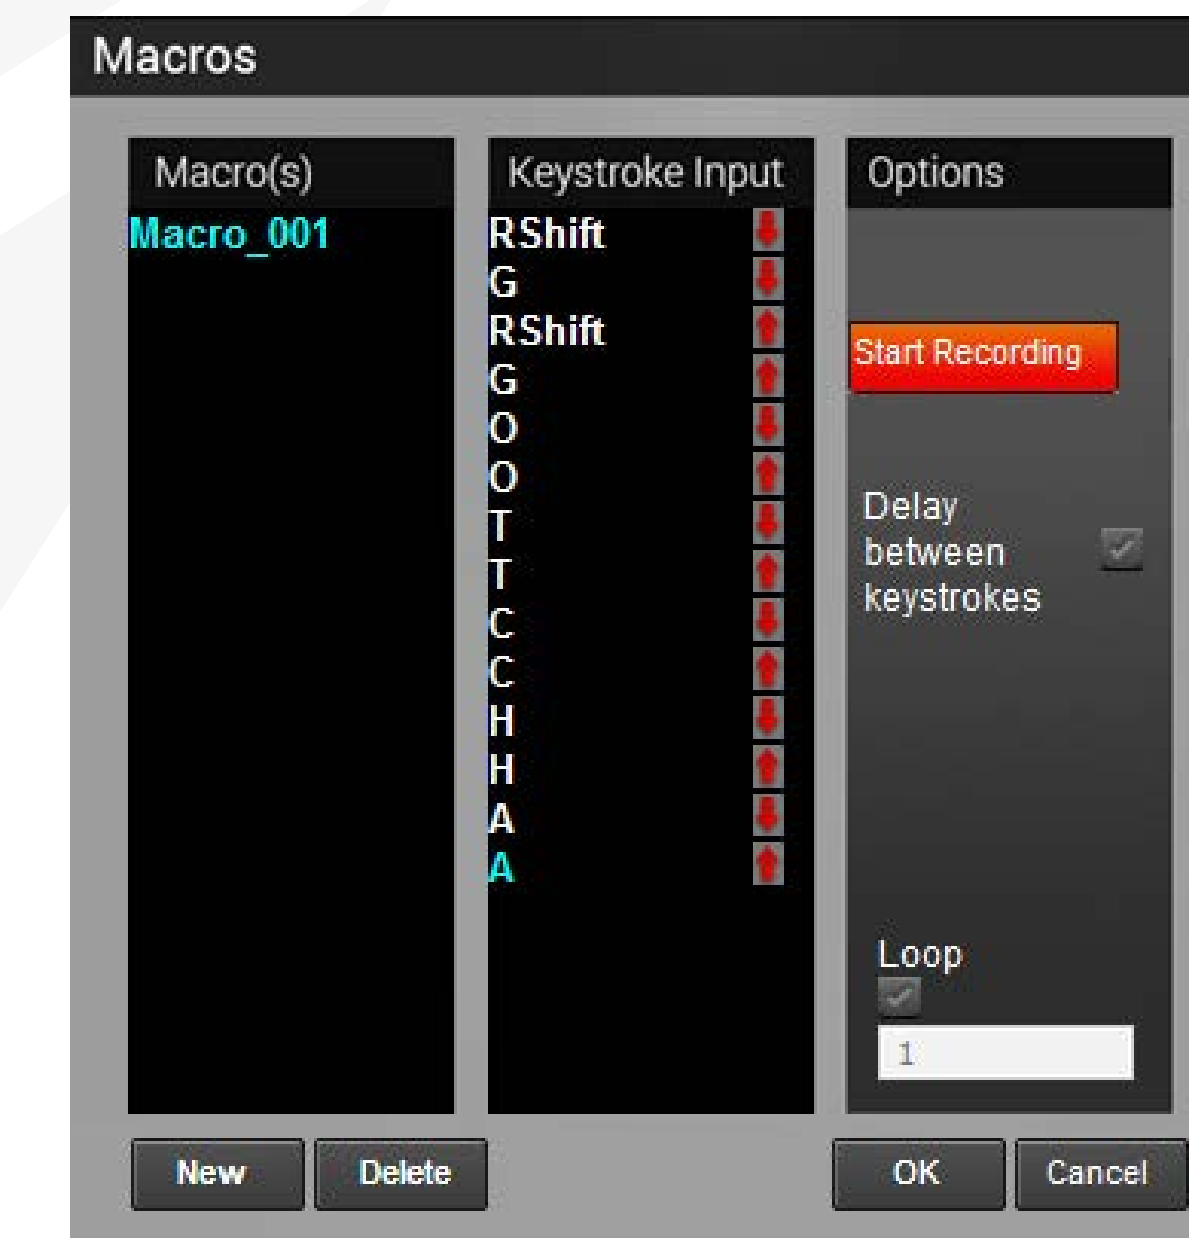 Macros
Macro(s)
Macro_001
Keystroke Input
RShift
G
RShift
G
O
O
T
T
C
C
H
H
A
A
Options
Start Recording
Delay
between
keystrokes
Loop
1
New
Delete
OK
Cancel